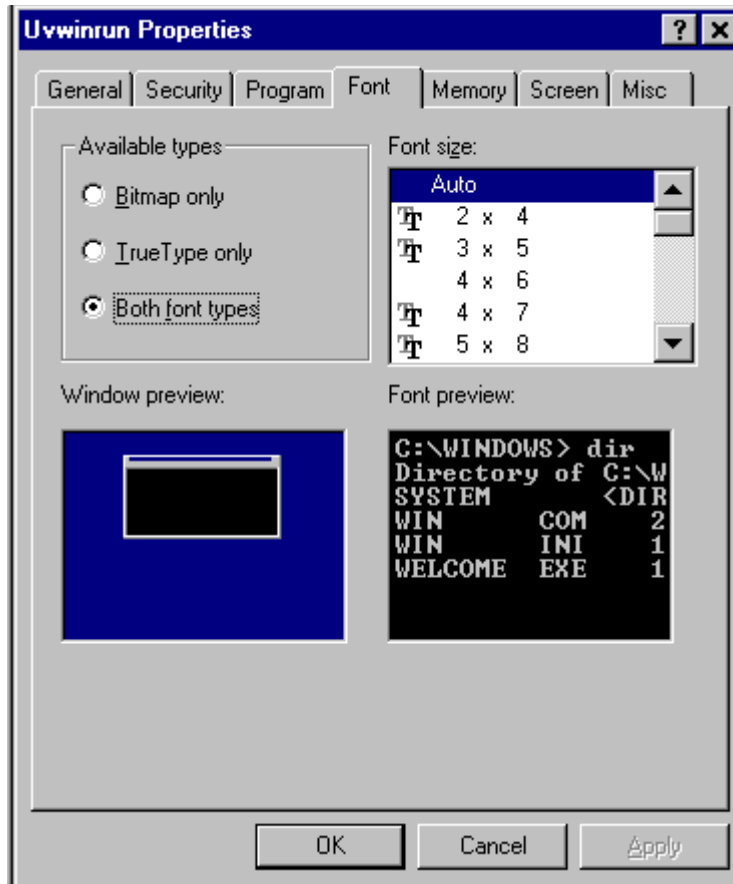 Uvwinrun Properties
General Security Program Font Memory Screen Misc
Available types
Bitmap only
TrueType only
Both font types
Font size:
Auto
2 x 4
3 x 5
4 x 6
4 x 7
5 x 8
Window preview:
Font preview:
C:\WINDOWS> dir
Directory of C:\W
SYSTEM <DIR
WIN COM 2
WIN INI 1
WELCOME EXE 1
OK Cancel Apply